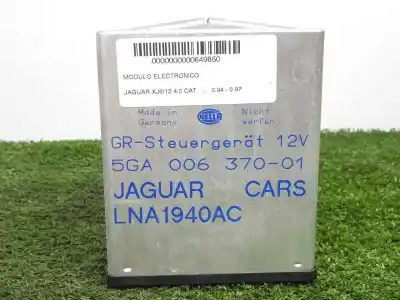 0000000000649850
MODULO ELECTRONICO
JAGUAR XJ6/12 4.0 CAT : 0.94 - 0.97
Made in
Germany
HELLA
Nicht
werfen
GR-Steuergerät 12V
5GA 006 370-01
JAGUAR CARS
LNA1940AC